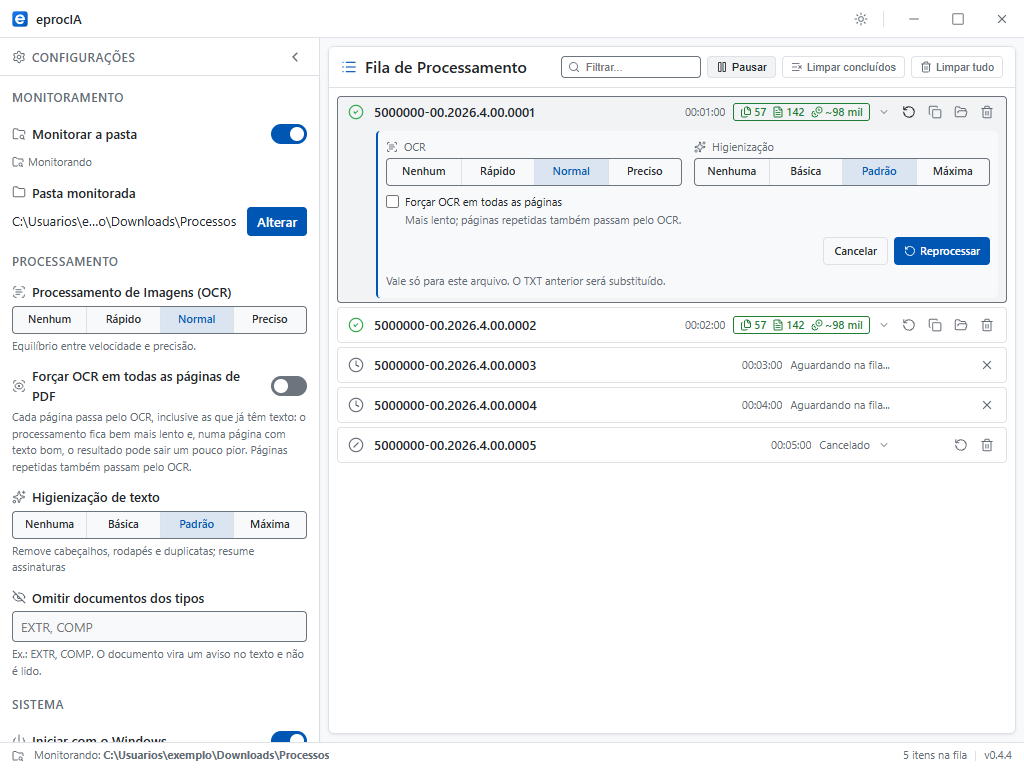 eprocIA
CONFIGURAÇÕES
MONITORAMENTO
Monitorar a pasta
Monitorando
Pasta monitorada
C:\Usuarios\e...o\Downloads\Processos
Alterar
PROCESSAMENTO
Processamento de Imagens (OCR)
Nenhum Rápido Normal Preciso
Equilíbrio entre velocidade e precisão.
Forçar OCR em todas as páginas de
PDF
Cada página passa pelo OCR, inclusive as que já têm texto: o
processamento fica bem mais lento e, numa página com
texto bom, o resultado pode sair um pouco pior. Páginas
repetidas também passam pelo OCR.
Higienização de texto
Nenhuma Básica Padrão Máxima
Remove cabeçalhos, rodapés e duplicatas; resume
assinaturas
Omitir documentos dos tipos
EXTR, COMP
Ex.: EXTR, COMP. O documento vira um aviso no texto e não
é lido.
SISTEMA
Iniciar com o Windows
Fila de Processamento
Filtrar...
Pausar
Limpar concluídos
Limpar tudo
5000000-00.2026.4.00.0001 00:01:00 57 142 ~98 mil
OCR
Nenhum Rápido Normal Preciso
Higienização
Nenhuma Básica Padrão Máxima
Forçar OCR em todas as páginas
Mais lento; páginas repetidas também passam pelo OCR.
Cancelar Reprocessar
Vale só para este arquivo. O TXT anterior será substituído.
5000000-00.2026.4.00.0002 00:02:00 57 142 ~98 mil
5000000-00.2026.4.00.0003 00:03:00 Aguardando na fila...
5000000-00.2026.4.00.0004 00:04:00 Aguardando na fila...
5000000-00.2026.4.00.0005 00:05:00 Cancelado
Monitorando: C:\Usuarios\exemplo\Downloads\Processos
5 itens na fila v0.4.4